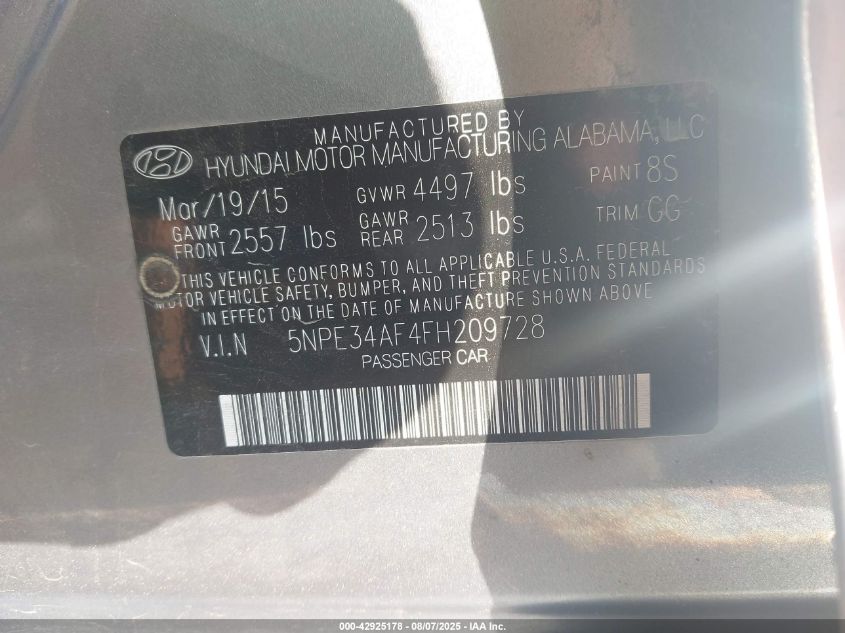 MANUFACTURED BY
HYUNDAI MOTOR MANUFACTURING ALABAMA, LLC
Mar/19/15 GVWR 4497 lbs PAINT 8S
GAWR FRONT 2557 lbs GAWR REAR 2513 lbs TRIM GG
THIS VEHICLE CONFORMS TO ALL APPLICABLE U.S.A. FEDERAL
MOTOR VEHICLE SAFETY, BUMPER, AND THEFT PREVENTION STANDARDS
IN EFFECT ON THE DATE OF MANUFACTURE SHOWN ABOVE
V.I.N 5NPE34AF4FH209728
PASSENGER CAR
000-42925178 - 08/07/2025 - IAA Inc.